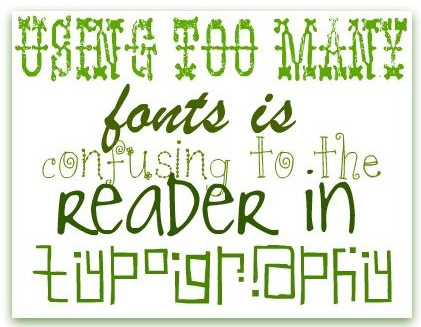 USING TOO MANY
fonts is
confusing to the
READER in
typography